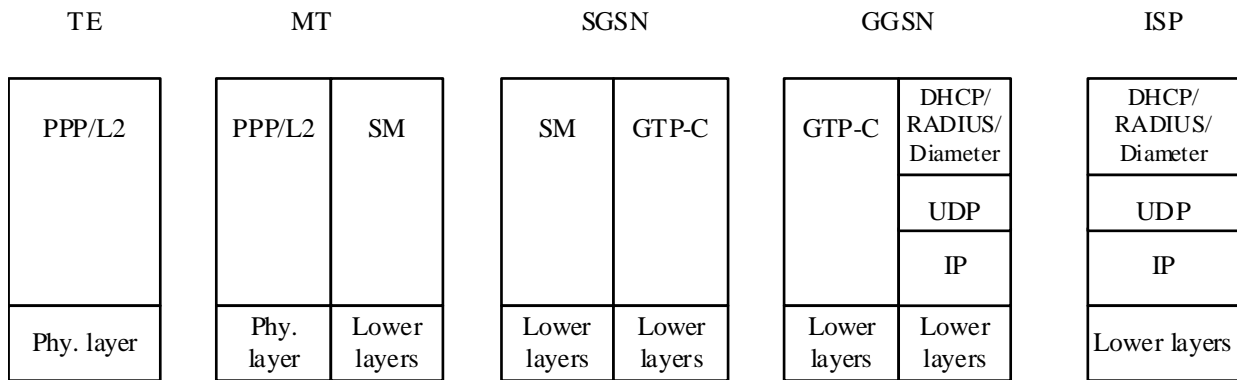 TE
MT
SGSN
GGSN
ISP
PPP/L2
Phy. layer
PPP/L2
SM
Phy.
layer
Lower
layers
SM
GTP-C
Lower
layers
Lower
layers
GTP-C
DHCP/
RADIUS/
Diameter
UDP
IP
Lower
layers
Lower
layers
DHCP/
RADIUS/
Diameter
UDP
IP
Lower layers